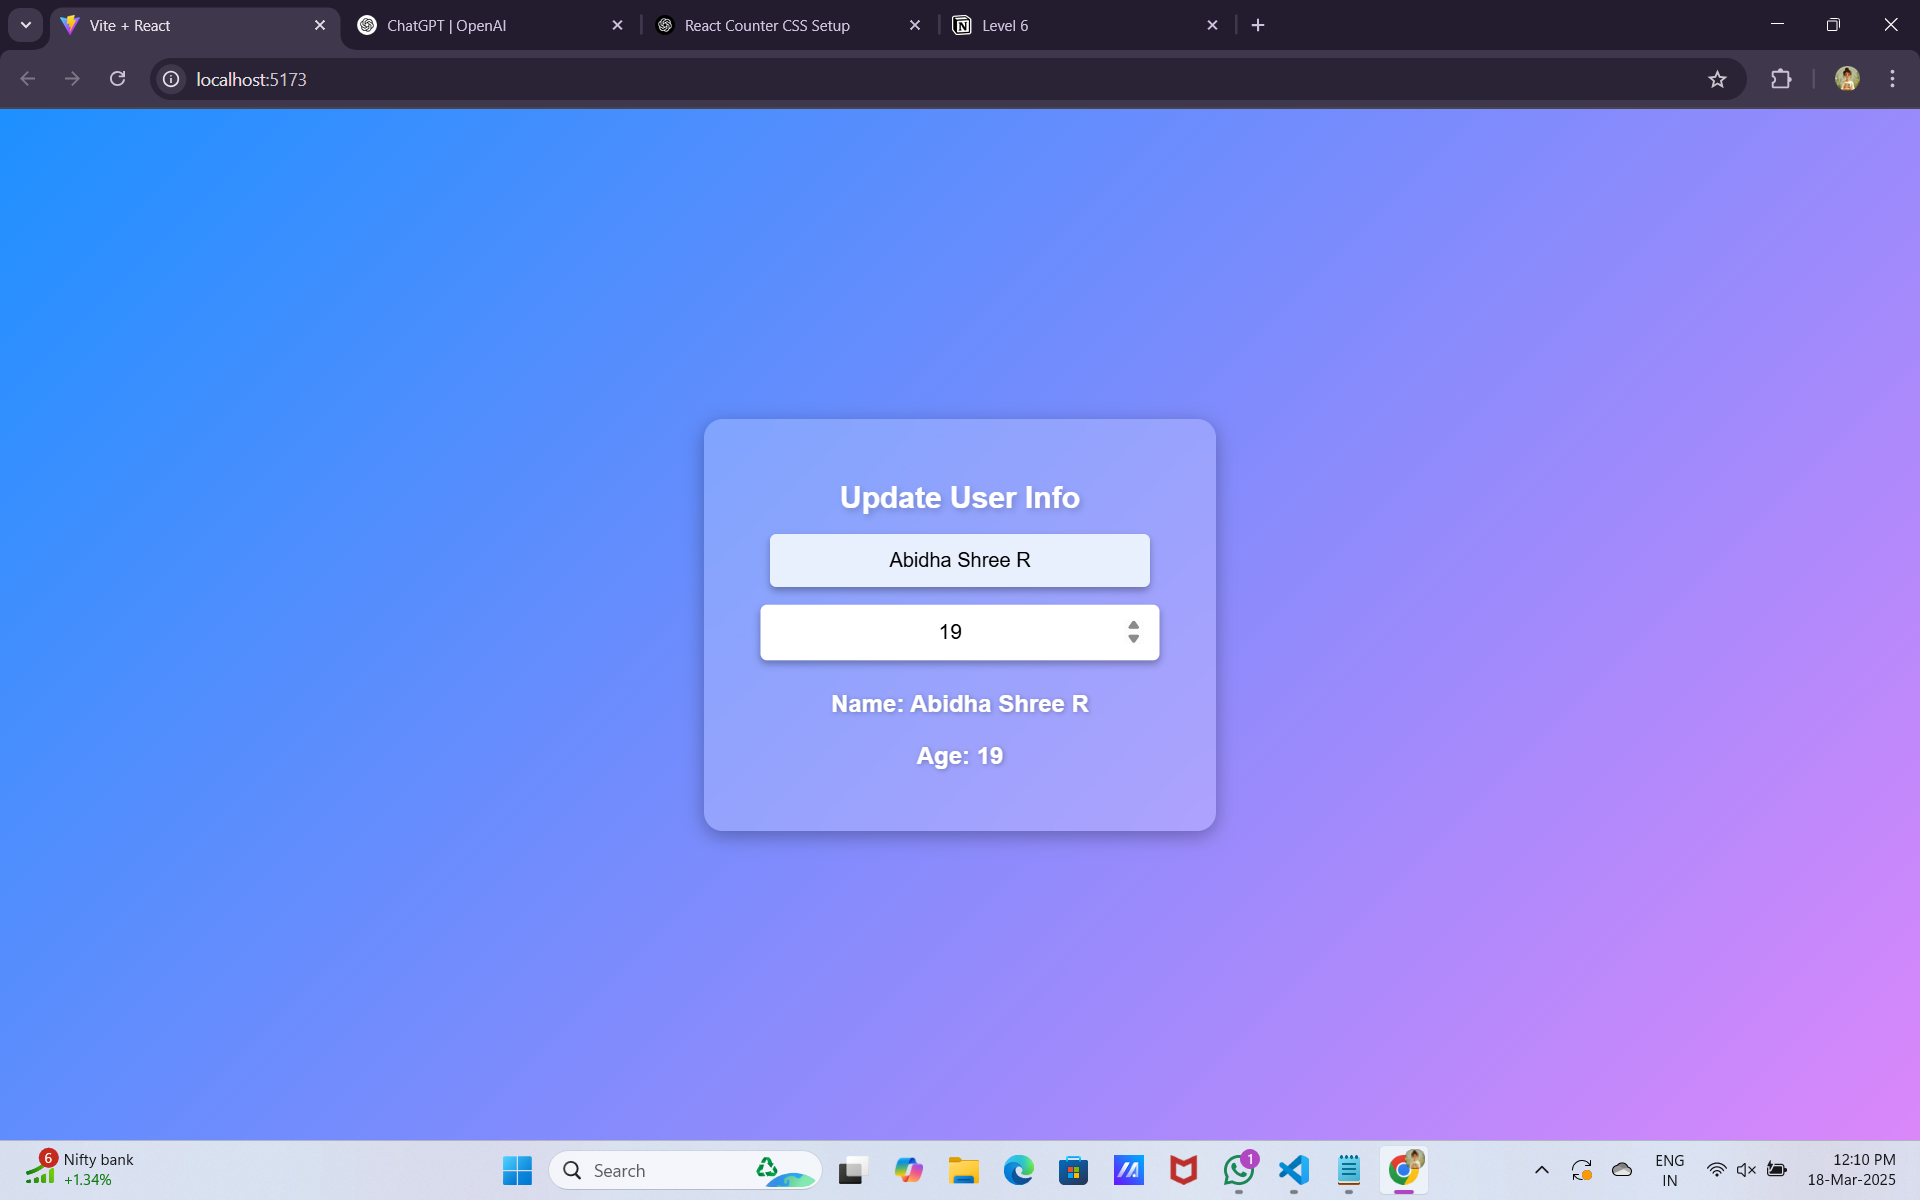 Vite + React
ChatGPT | OpenAI
React Counter CSS Setup
Level 6
localhost:5173
Update User Info
Abidha Shree R
19
Name: Abidha Shree R
Age: 19
6
Nifty bank
+1.34%
Search
1
ENG
IN
12:10 PM
18-Mar-2025